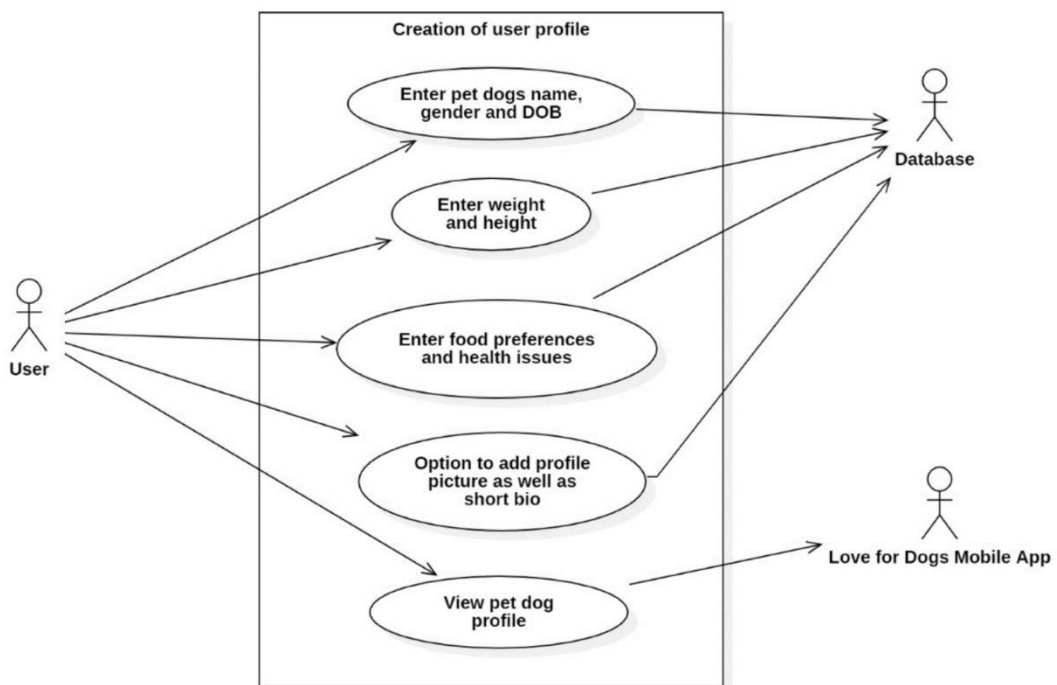 Creation of user profile
Enter pet dogs name,
gender and DOB
Database
Enter weight
and height
Enter food preferences
and health issues
User
Option to add profile
picture as well as
short bio
Love for Dogs Mobile App
View pet dog
profile